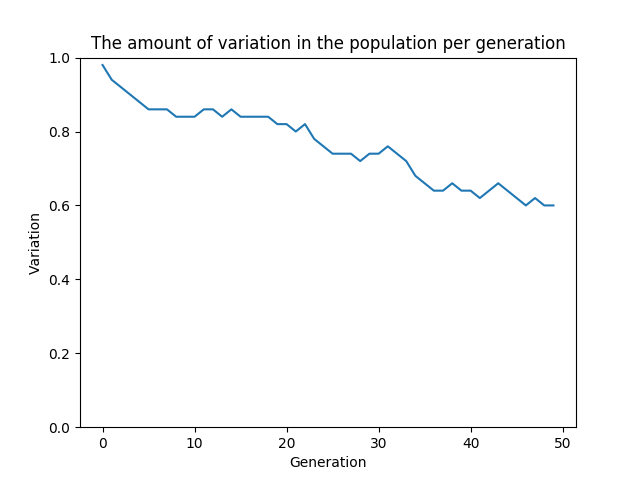 The amount of variation in the population per generation
1.0
0.8
0.6
0.4
0.2
0.0
Variation
0 10 20 30 40 50
Generation